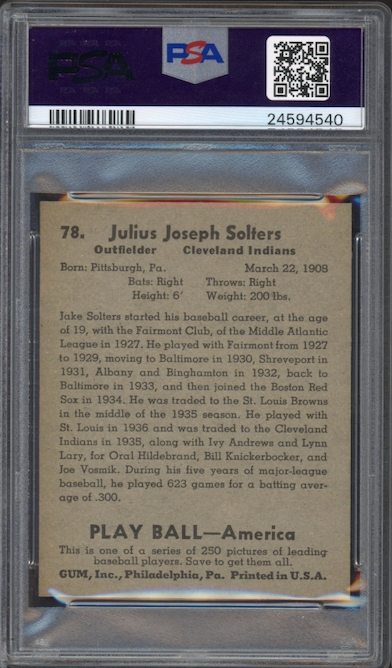 PSA
PSA
24594540
78. Julius Joseph Solters
Outfielder Cleveland Indians
Born: Pittsburgh, Pa. March 22, 1908
Bats: Right Throws: Right
Height: 6' Weight: 200 lbs.
Jake Solters started his baseball career, at the age
of 19, with the Fairmont Club, of the Middle Atlantic
League in 1927. He played with Fairmont from 1927
to 1929, moving to Baltimore in 1930, Shreveport in
1931, Albany and Binghamton in 1932, back to
Baltimore in 1933, and then joined the Boston Red
Sox in 1934. He was traded to the St. Louis Browns
in the middle of the 1935 season. He played with
St. Louis in 1936 and was traded to the Cleveland
Indians in 1935, along with Ivy Andrews and Lynn
Lary, for Oral Hildebrand, Bill Knickerbocker, and
Joe Vosmik. During his five years of major-league
baseball, he played 623 games for a batting aver-
age of .300.
PLAY BALL—America
This is one of a series of 250 pictures of leading
baseball players. Save to get them all.
GUM, Inc., Philadelphia, Pa. Printed in U.S.A.